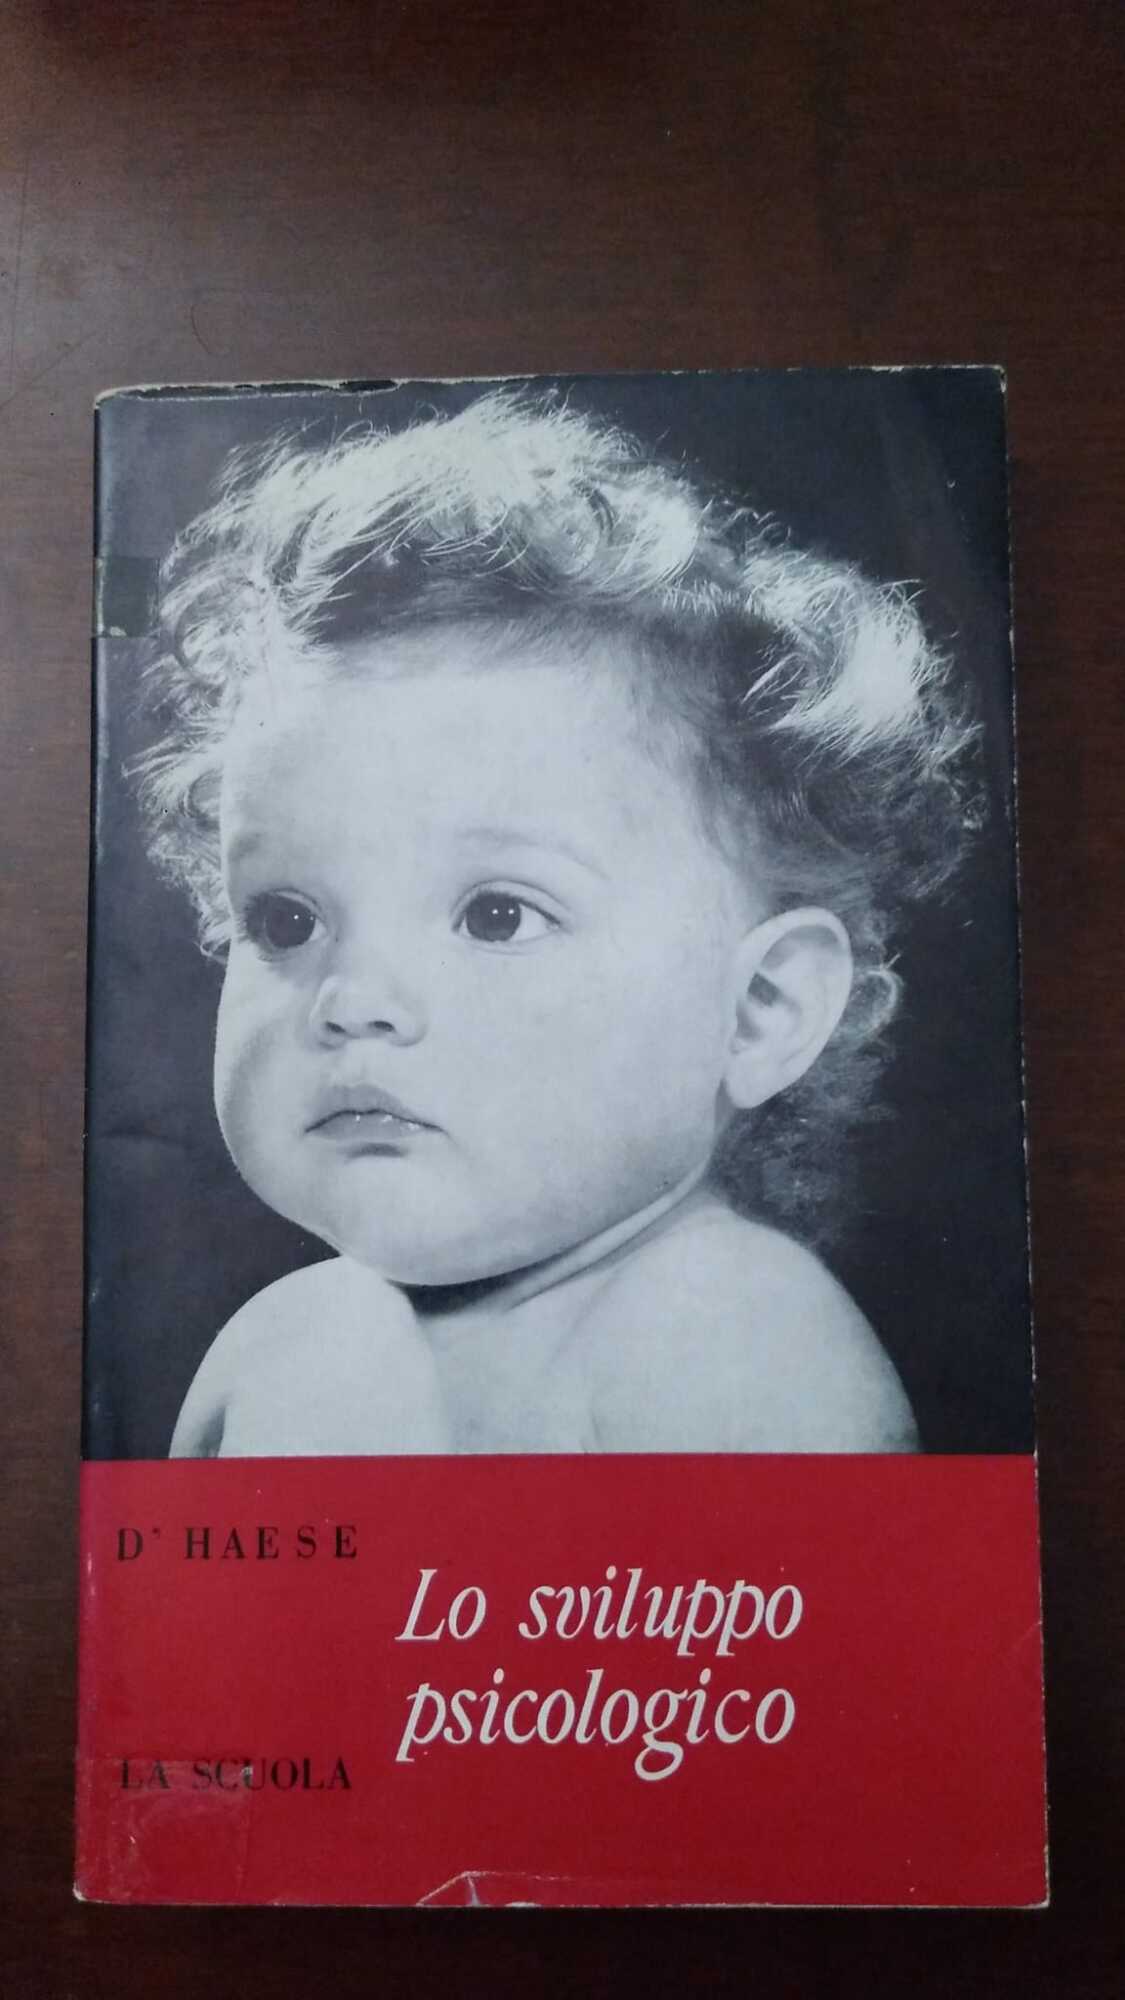 D'HAESE
Lo sviluppo
psicologico
LA SCUOLA